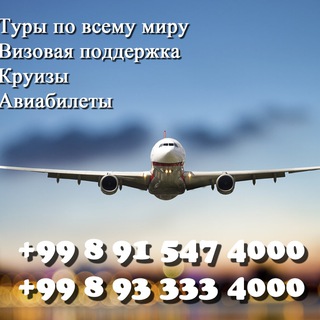 Туры по всему миру
Визовая поддержка
Круизы
Авиабилеты
+99 8 91 547 4000
+99 8 93 333 4000